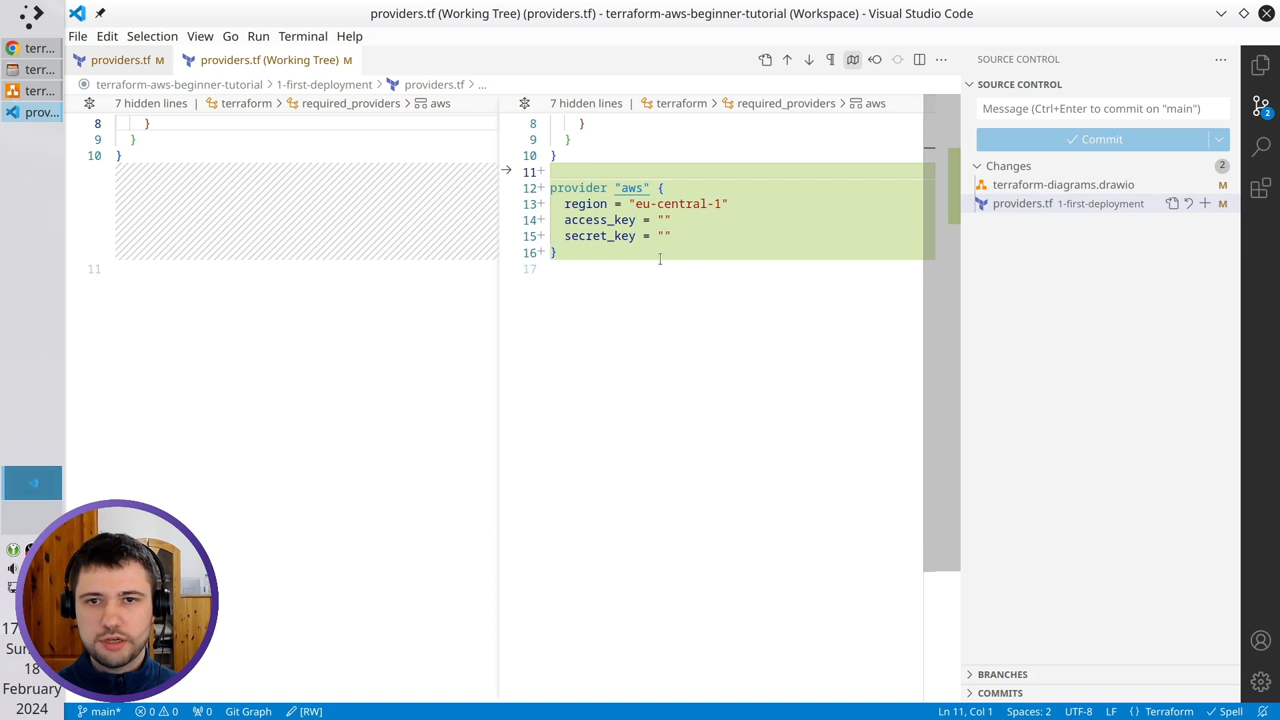 providers.tf (Working Tree) (providers.tf) - terraform-aws-beginner-tutorial (Workspace) - Visual Studio Code
File Edit Selection View Go Run Terminal Help
terr...
terr...
terr...
prov...
providers.tf M
providers.tf (Working Tree) M
terraform-aws-beginner-tutorial > 1-first-deployment > providers.tf > ...
7 hidden lines | terraform > required_providers > aws
8 }
9 }
10 }
11
7 hidden lines | terraform > required_providers > aws
8 }
9 }
10 }
11+
12+ provider "aws" {
13+ region = "eu-central-1"
14+ access_key = ""
15+ secret_key = ""
16+ }
17
SOURCE CONTROL
SOURCE CONTROL
Message (Ctrl+Enter to commit on "main")
Commit
Changes 2
terraform-diagrams.drawio M
providers.tf 1-first-deployment M
2
BRANCHES
COMMITS
18
February
2024
main* 0 0 0 Git Graph [RW]
Ln 11, Col 1 Spaces: 2 UTF-8 LF {} Terraform Spell